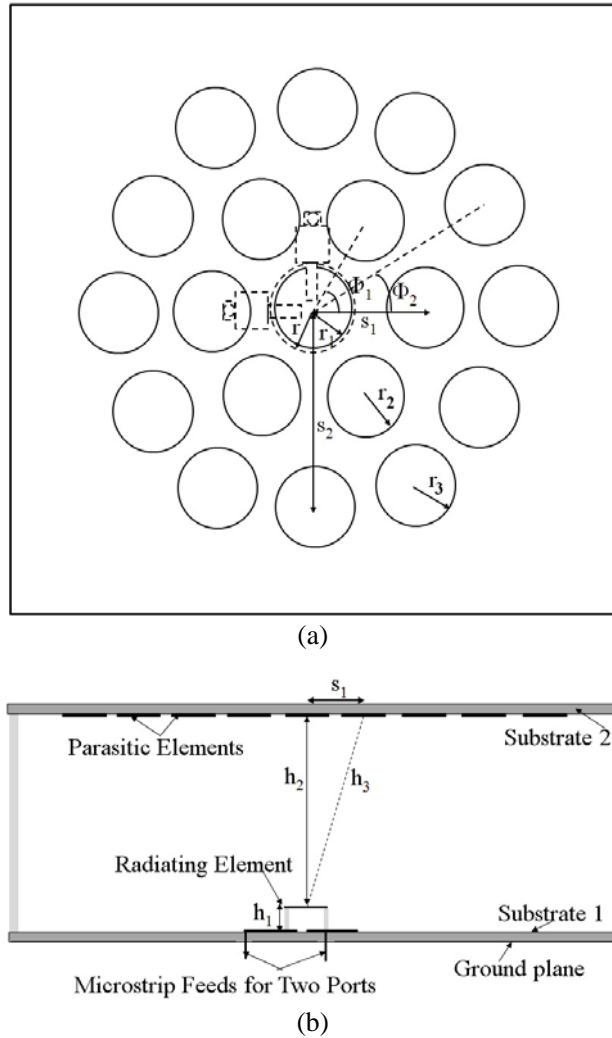 Φ₁
Φ₂
s₁
r
r₁
r₂
s₂
r₃
(a)
s₁
Parasitic Elements
Substrate 2
h₂
h₃
Radiating Element
h₁
Substrate 1
Ground plane
Microstrip Feeds for Two Ports
(b)